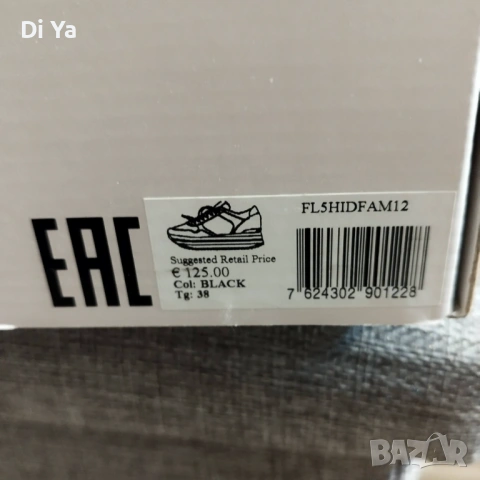 Di Ya
EAC
FL5HIDFAM12
Suggested Retail Price
€ 125.00
Col: BLACK
Tg: 38
7 624302 901228
BAZAR